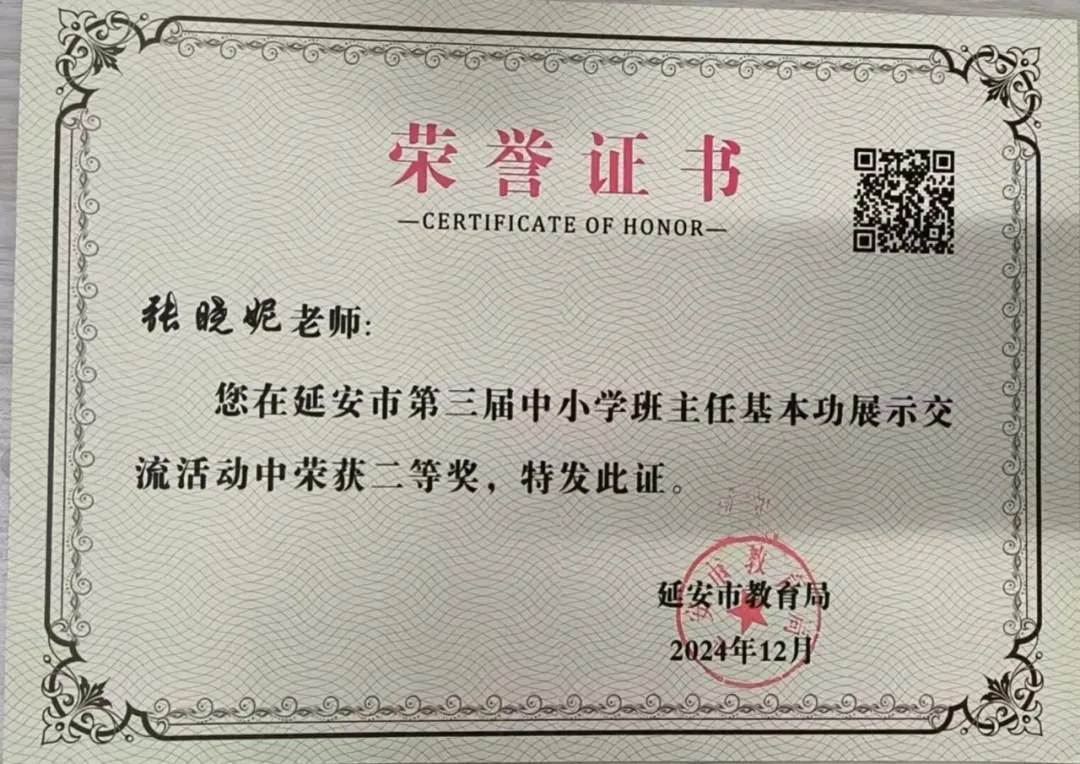 荣誉证书
—CERTIFICATE OF HONOR—
张晓妮老师:
您在延安市第三届中小学班主任基本功展示交
流活动中荣获二等奖，特发此证。
延安市教育局
2024年12月